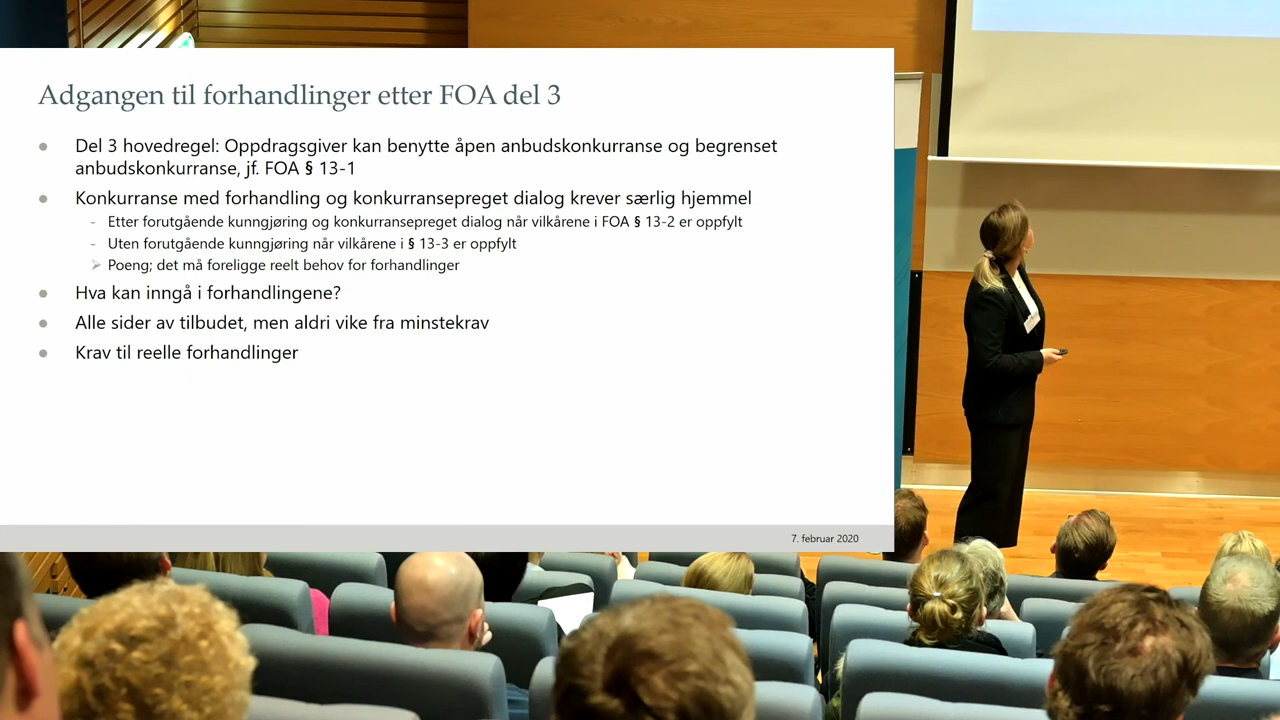 Adgangen til forhandlinger etter FOA del 3
● Del 3 hovedregel: Oppdragsgiver kan benytte åpen anbudskonkurranse og begrenset
anbudskonkurranse, jf. FOA § 13-1
● Konkurranse med forhandling og konkurransepreget dialog krever særlig hjemmel
- Etter forutgående kunngjøring og konkurransepreget dialog når vilkårene i FOA § 13-2 er oppfylt
- Uten forutgående kunngjøring når vilkårene i § 13-3 er oppfylt
➢ Poeng; det må foreligge reelt behov for forhandlinger
● Hva kan inngå i forhandlingene?
● Alle sider av tilbudet, men aldri vike fra minstekrav
● Krav til reelle forhandlinger
7. februar 2020